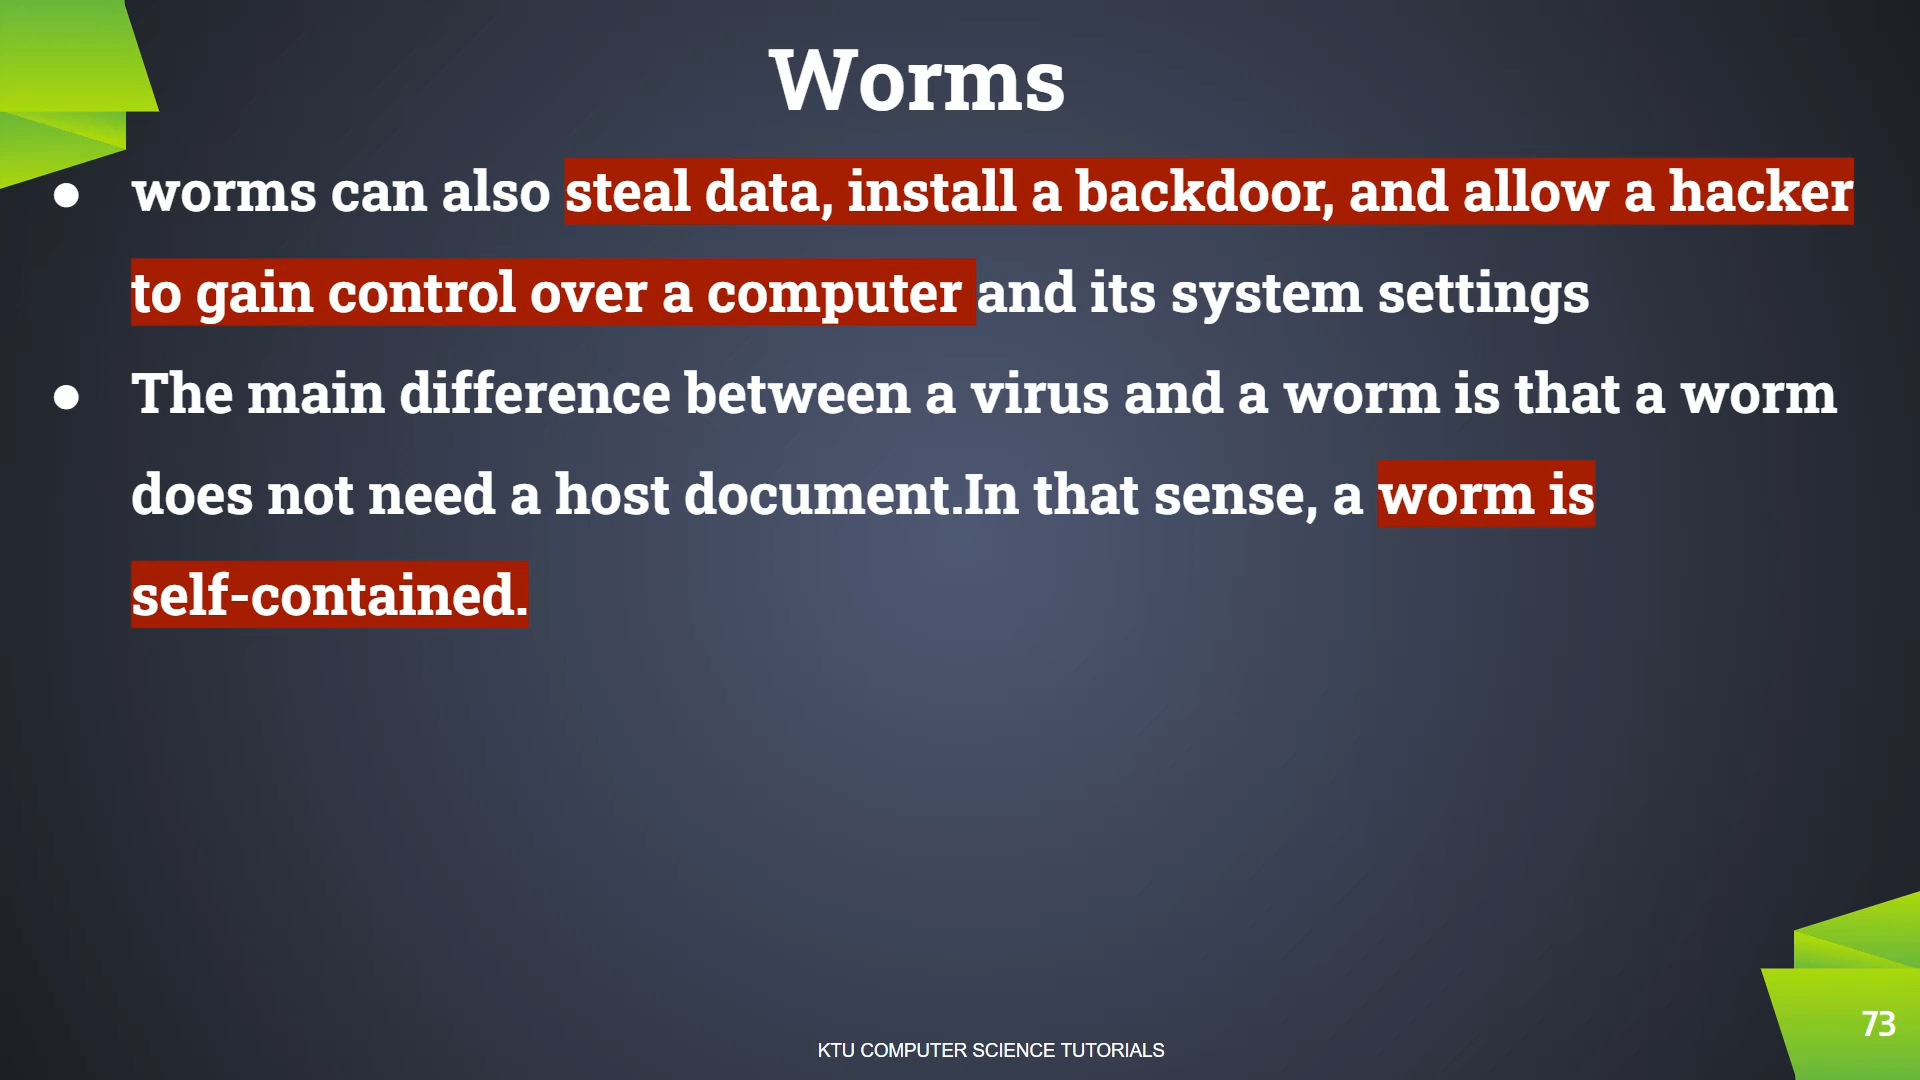 Worms
● worms can also steal data, install a backdoor, and allow a hacker
to gain control over a computer and its system settings
● The main difference between a virus and a worm is that a worm
does not need a host document.In that sense, a worm is
self-contained.
KTU COMPUTER SCIENCE TUTORIALS
73